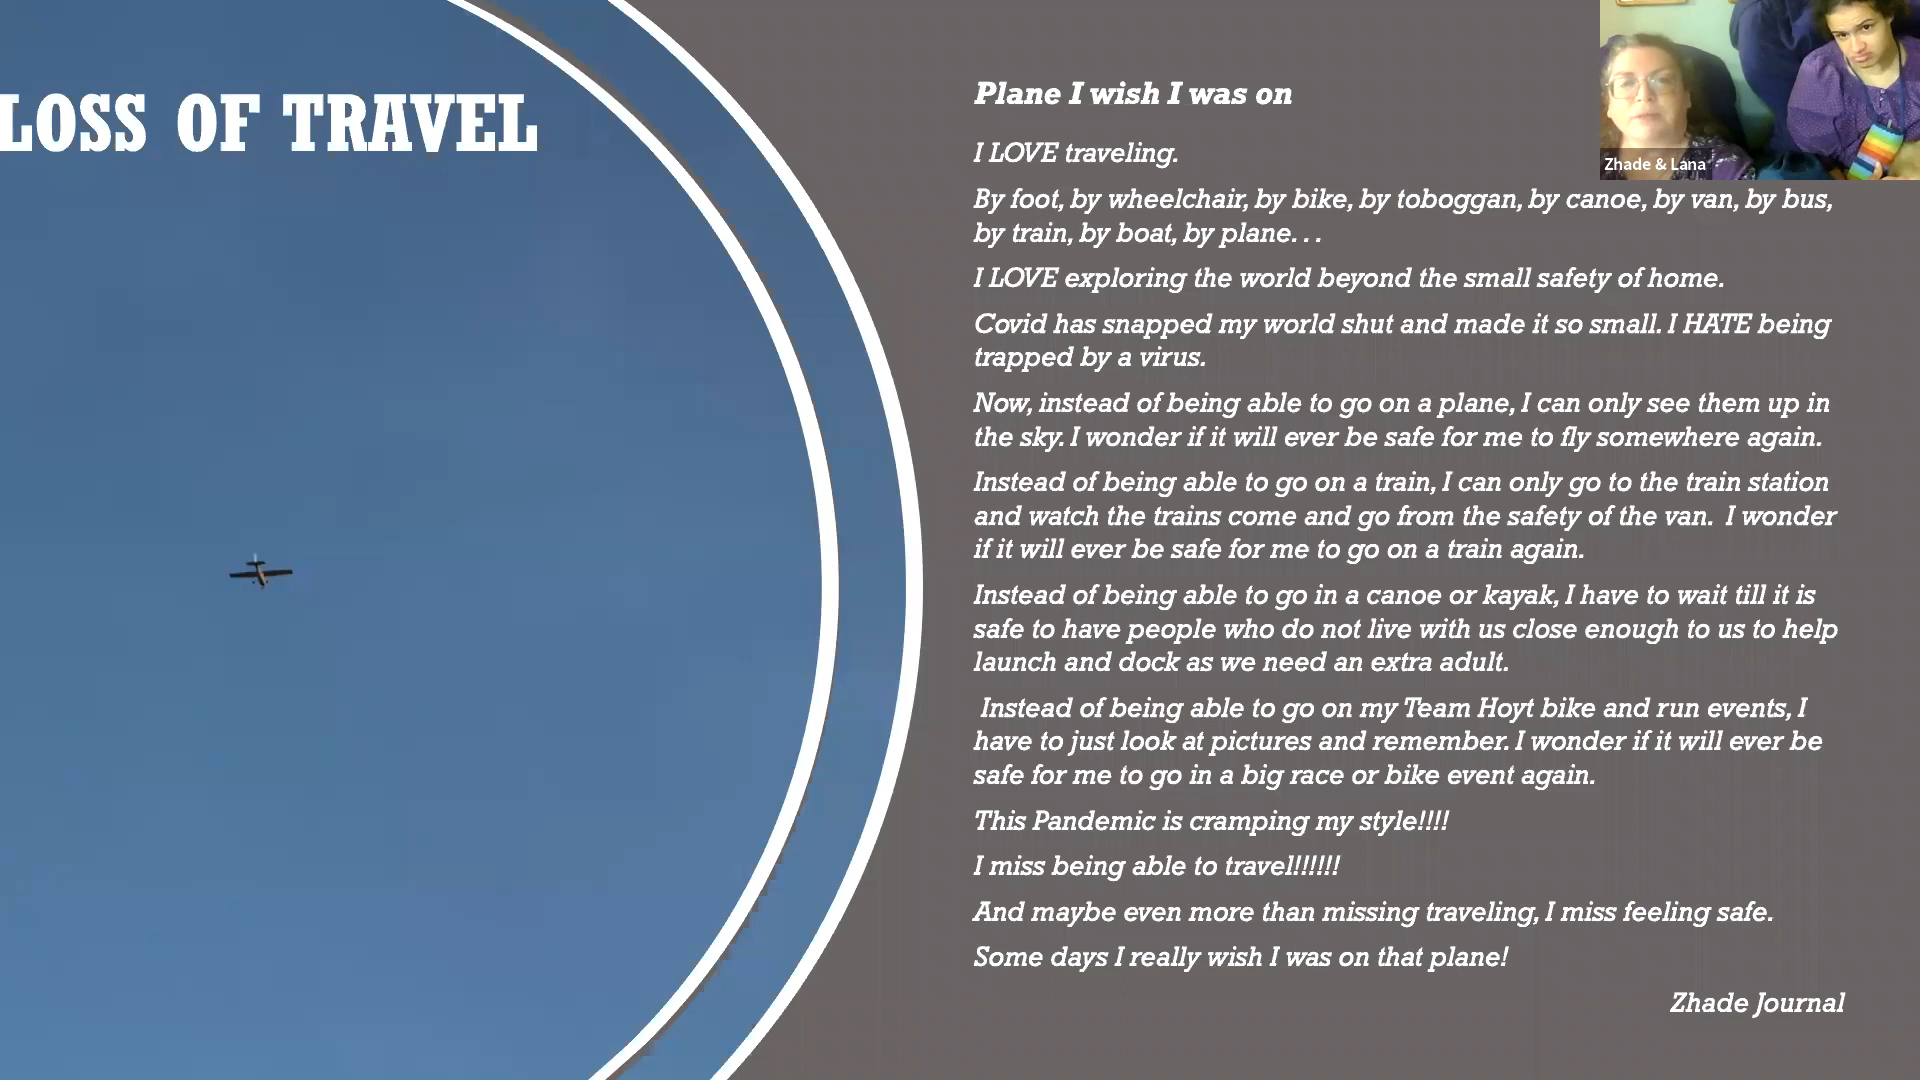 LOSS OF TRAVEL
Plane I wish I was on
I LOVE traveling.
By foot, by wheelchair, by bike, by toboggan, by canoe, by van, by bus,
by train, by boat, by plane. . .
I LOVE exploring the world beyond the small safety of home.
Covid has snapped my world shut and made it so small. I HATE being
trapped by a virus.
Now, instead of being able to go on a plane, I can only see them up in
the sky. I wonder if it will ever be safe for me to fly somewhere again.
Instead of being able to go on a train, I can only go to the train station
and watch the trains come and go from the safety of the van.  I wonder
if it will ever be safe for me to go on a train again.
Instead of being able to go in a canoe or kayak, I have to wait till it is
safe to have people who do not live with us close enough to us to help
launch and dock as we need an extra adult.
Instead of being able to go on my Team Hoyt bike and run events, I
have to just look at pictures and remember. I wonder if it will ever be
safe for me to go in a big race or bike event again.
This Pandemic is cramping my style!!!!
I miss being able to travel!!!!!!
And maybe even more than missing traveling, I miss feeling safe.
Some days I really wish I was on that plane!
Zhade Journal
Zhade & Lana